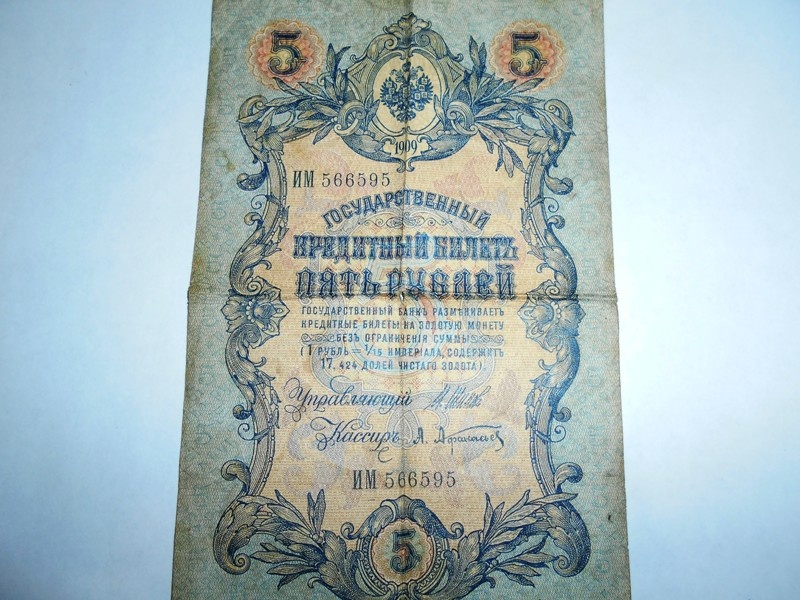 5 5
1909
ИМ 566595
ГОСУДАРСТВЕННЫЙ
КРЕДИТНЫЙ БИЛЕТЪ
ПЯТЬ РУБЛЕЙ
ГОСУДАРСТВЕННЫЙ БАНКЪ РАЗМѢНИВАЕТЪ
КРЕДИТНЫЕ БИЛЕТЫ НА ЗОЛОТУЮ МОНЕТУ
БЕЗЪ ОГРАНИЧЕНІЯ СУММЫ
(1 РУБЛЬ = 1/15 ИМПЕРІАЛА, СОДЕРЖИТЪ
17,424 ДОЛЕЙ ЧИСТАГО ЗОЛОТА).
Управляющій
Кассиръ А. Афанасьев
ИМ 566595
5